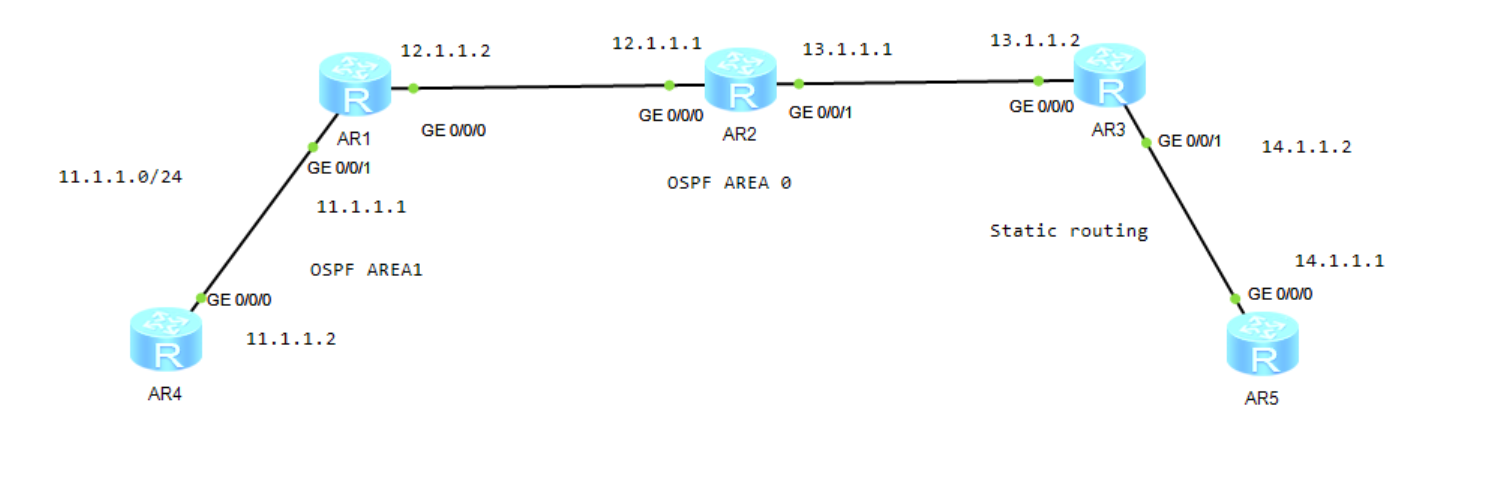 12.1.1.2
12.1.1.1
13.1.1.1
13.1.1.2
R
AR1
GE 0/0/0
GE 0/0/0
R
AR2
GE 0/0/1
GE 0/0/0
R
AR3
GE 0/0/1
14.1.1.2
11.1.1.0/24
GE 0/0/1
11.1.1.1
OSPF AREA 0
Static routing
OSPF AREA1
14.1.1.1
GE 0/0/0
GE 0/0/0
11.1.1.2
R
AR4
R
AR5